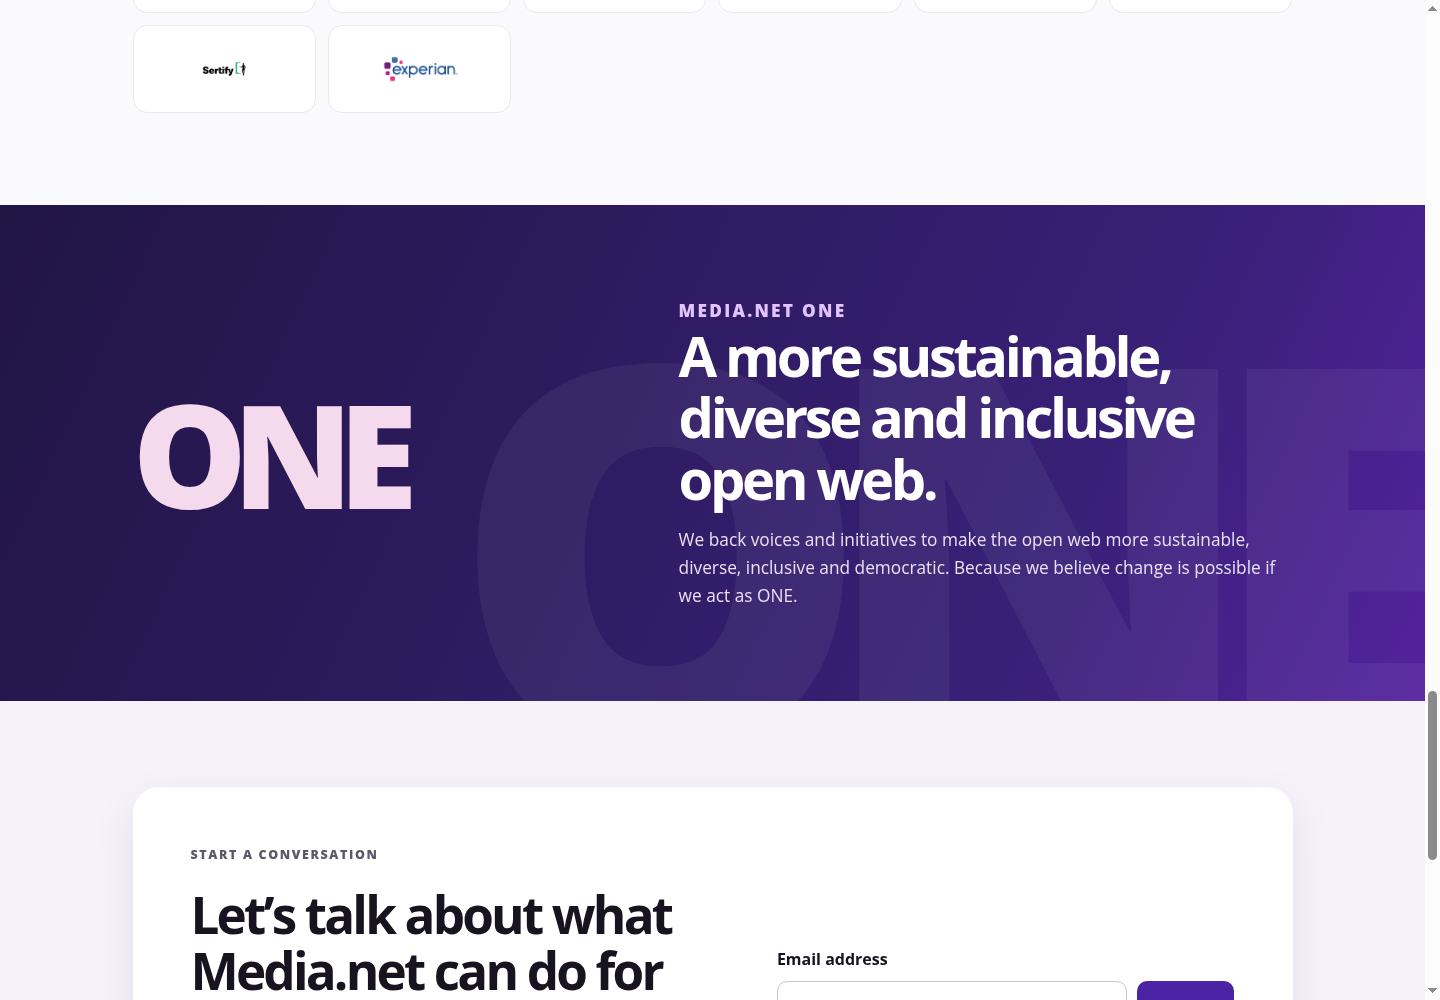 Sertify
experian.
MEDIA.NET ONE
A more sustainable,
diverse and inclusive
open web.
ONE
ONE
We back voices and initiatives to make the open web more sustainable,
diverse, inclusive and democratic. Because we believe change is possible if
we act as ONE.
START A CONVERSATION
Let’s talk about what
Media.net can do for
Email address